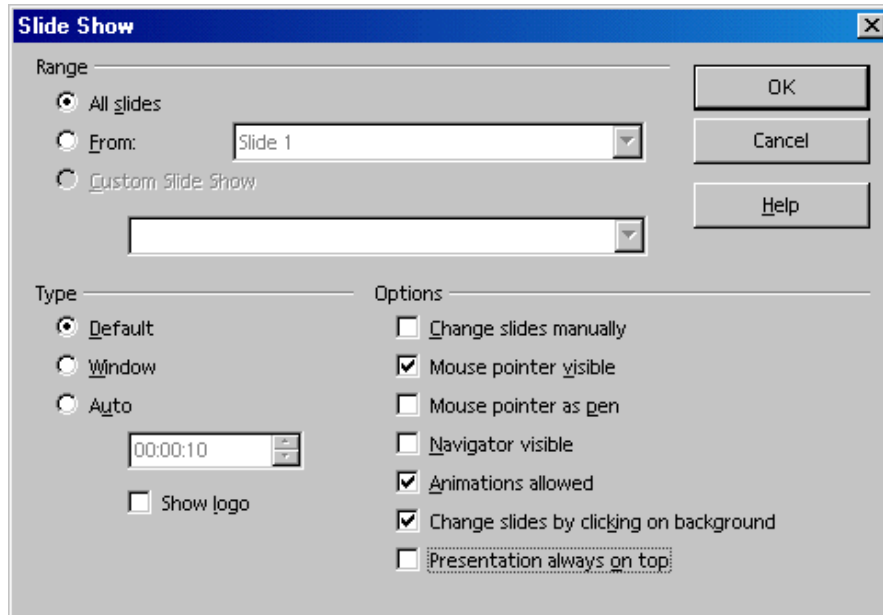 Slide Show
Range
All slides
OK
From:
Slide 1
Cancel
Custom Slide Show
Help
Type
Options
Default
Change slides manually
Window
Mouse pointer visible
Auto
Mouse pointer as pen
00:00:10
Navigator visible
Animations allowed
Show logo
Change slides by clicking on background
Presentation always on top